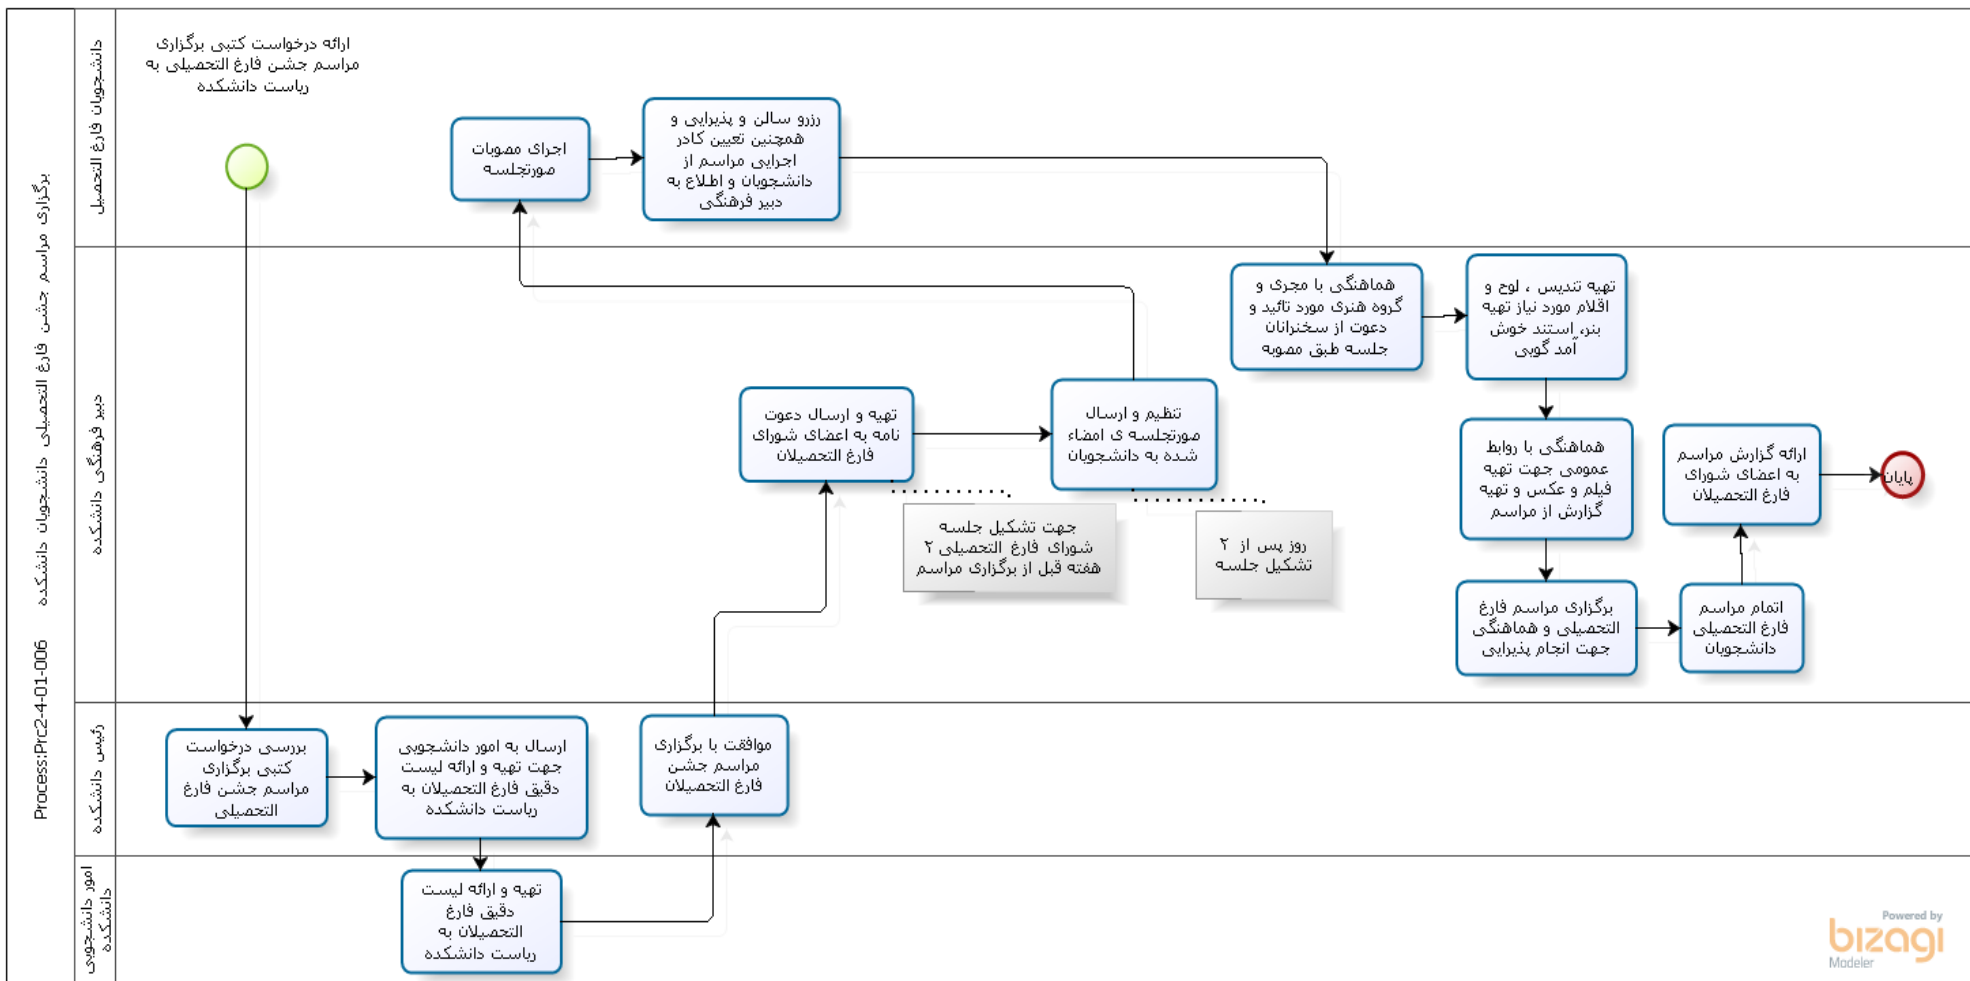 برگزاری مراسم جشن فارغ التحصیلی دانشجویان دانشکده
Process:Prc2-4-01-006
دانشجویان فارغ التحصیل
ارائه درخواست کتبی برگزاری
مراسم جشن فارغ التحصیلی به
ریاست دانشکده
اجرای مصوبات
صورتجلسه
رزرو سالن و پذیرایی و
همچنین تعیین کادر
اجرایی مراسم از
دانشجویان و اطلاع به
دبیر فرهنگی
دبیر فرهنگی دانشکده
هماهنگی با مجری و
گروه هنری مورد تائید و
دعوت از سخنرانان
جلسه طبق مصوبه
تهیه تندیس ، لوح و
اقلام مورد نیاز تهیه
بنر، استند خوش
آمد گویی
تهیه و ارسال دعوت
نامه به اعضای شورای
فارغ التحصیلان
تنظیم و ارسال
صورتجلسه ی امضاء
شده به دانشجویان
جهت تشکیل جلسه
شورای فارغ التحصیلی ۲
هفته قبل از برگزاری مراسم
روز پس از ۲
تشکیل جلسه
هماهنگی با روابط
عمومی جهت تهیه
فیلم و عکس و تهیه
گزارش از مراسم
برگزاری مراسم فارغ
التحصیلی و هماهنگی
جهت انجام پذیرایی
اتمام مراسم
فارغ التحصیلی
دانشجویان
ارائه گزارش مراسم
به اعضای شورای
فارغ التحصیلان
پایان
رئیس دانشکده
بررسی درخواست
کتبی برگزاری
مراسم جشن فارغ
التحصیلی
ارسال به امور دانشجویی
جهت تهیه و ارائه لیست
دقیق فارغ التحصیلان به
ریاست دانشکده
موافقت با برگزاری
مراسم جشن
فارغ التحصیلان
امور دانشجویی
دانشکده
تهیه و ارائه لیست
دقیق فارغ
التحصیلان به
ریاست دانشکده
Powered by
bizagi
Modeler